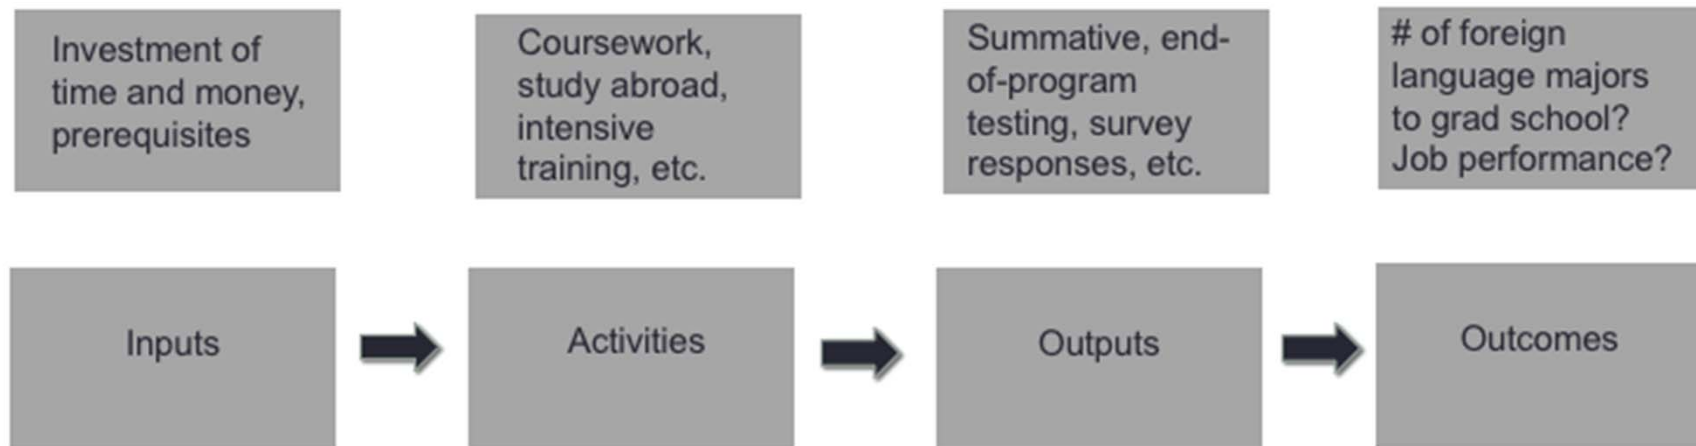 Investment of
time and money,
prerequisites
Coursework,
study abroad,
intensive
training, etc.
Summative, end-
of-program
testing, survey
responses, etc.
# of foreign
language majors
to grad school?
Job performance?
Inputs
Activities
Outputs
Outcomes